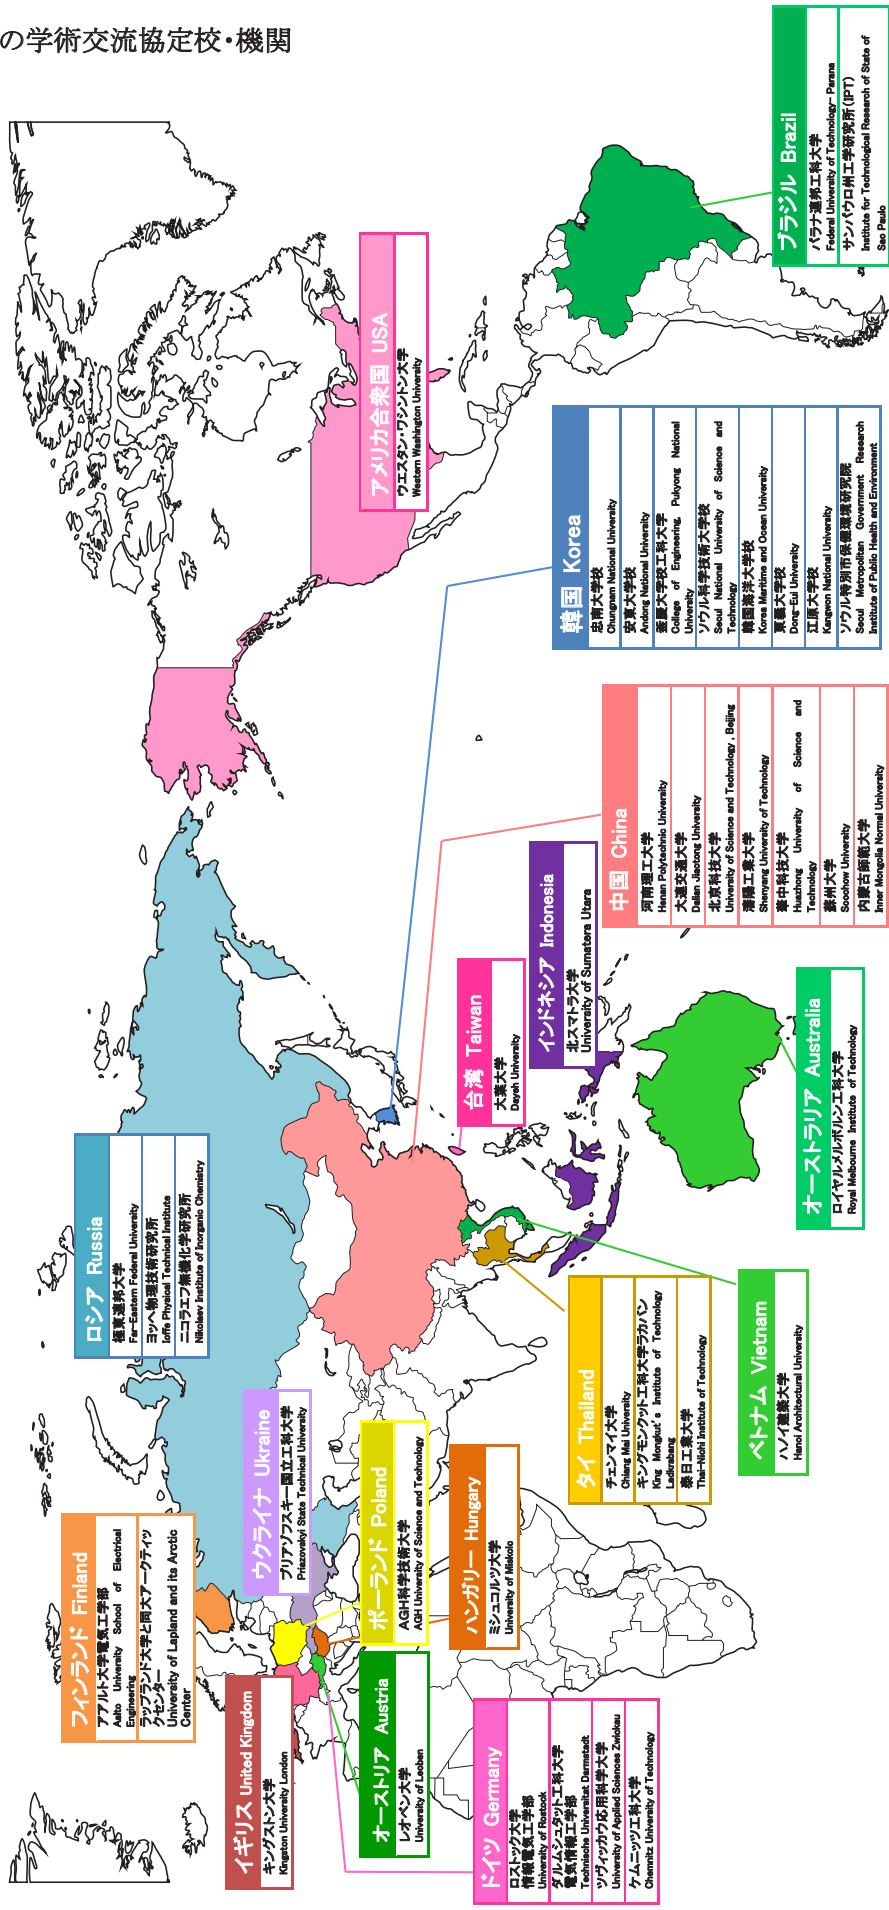 の学術交流協定校・機関
フィンランド Finland
アアルト大学電気工学部
Aalto University School of Electrical
Engineering
ラップランド大学と同大アークティッ
クセンター
University of Lapland and its Arctic
Center
ロシア Russia
極東連邦大学
Far-Eastern Federal University
ヨッヘ物理技術研究所
Ioffe Physical Technical Institute
ニコラエフ無機化学研究所
Nikolaev Institute of Inorganic Chemistry
イギリス United Kingdom
キングストン大学
Kingston University London
ウクライナ Ukraine
プリアゾフスキー国立工科大学
Priazovskyi State Technical University
オーストリア Austria
レオベン大学
University of Leoben
ポーランド Poland
AGH科学技術大学
AGH University of Science and Technology
アメリカ合衆国 USA
ウエスタン・ワシントン大学
Western Washington University
ハンガリー Hungary
ミシュコルツ大学
University of Miskolc
台湾 Taiwan
大葉大学
Dayeh University
ドイツ Germany
ロストック大学
情報電気工学部
University of Rostock
ダルムシュタット工科大学
電気情報工学部
Technische Universitat Darmstadt
ツヴィッカウ応用科学大学
University of Applied Sciences Zwickau
ケムニッツ工科大学
Chemnitz University of Technology
インドネシア Indonesia
北スマトラ大学
University of Sumatera Utara
韓国 Korea
忠南大学校
Chungnam National University
安東大学校
Andong National University
釜慶大学校工科大学
College of Engineering, Pukyong National
University
ソウル科学技術大学校
Seoul National University of Science and
Technology
韓国海洋大学校
Korea Maritime and Ocean University
東義大学校
Dong-Eui University
江原大学校
Kangwon National University
ソウル特別市保健環境研究院
Seoul Metropolitan Government Research
Institute of Public Health and Environment
タイ Thailand
チェンマイ大学
Chiang Mai University
キングモンクット工科大学ラカバン
King Mongkut's Institute of Technology
Ladkrabang
泰日工業大学
Thai-Nichi Institute of Technology
中国 China
河南理工大学
Henan Polytechnic University
大連交通大学
Dalian Jiaotong University
北京科技大学
University of Science and Technology , Beijing
瀋陽工業大学
Shenyang University of Technology
華中科技大学
Huazhong University of Science and
Technology
蘇州大学
Soochow University
内蒙古師範大学
Inner Mongolia Normal University
ベトナム Vietnam
ハノイ建築大学
Hanoi Architectural University
オーストラリア Australia
ロイヤルメルボルン工科大学
Royal Melbourne Institute of Technology
ブラジル Brazil
パラナ連邦工科大学
Federal University of Technology- Parana
サンパウロ州工学研究所(IPT)
Institute for Technological Research of State of
Sao Paulo